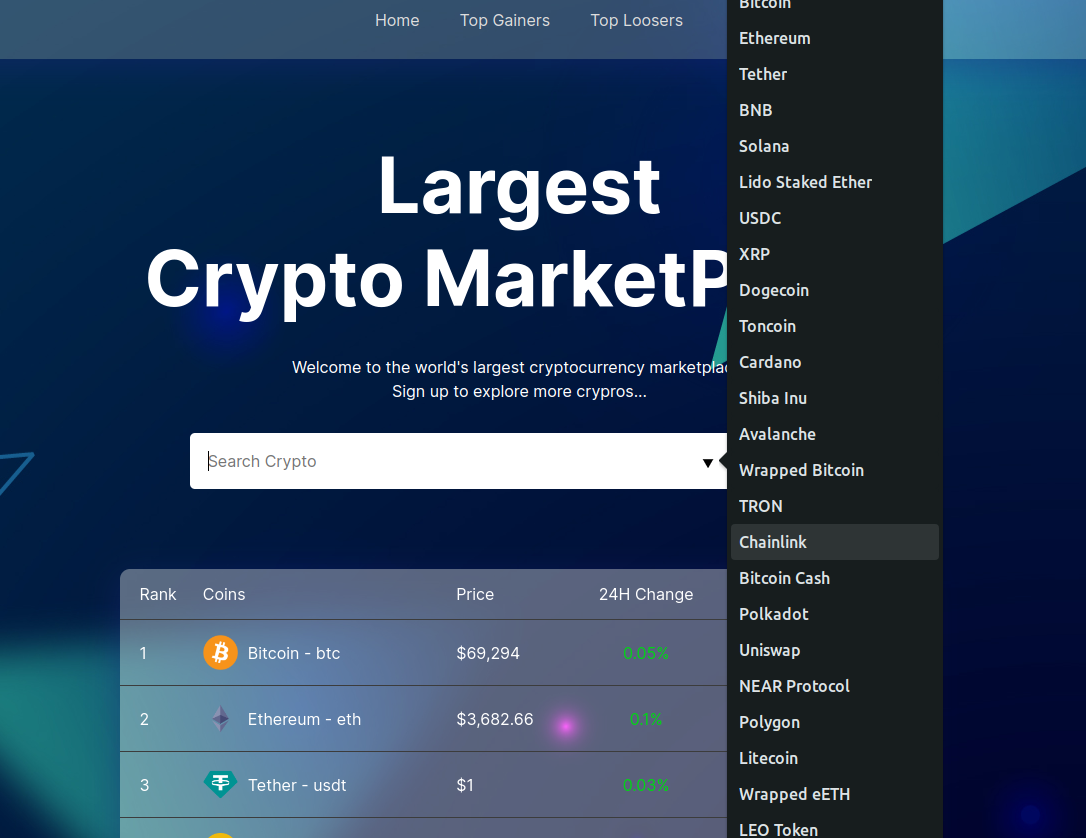 Home Top Gainers Top Loosers
Largest
Crypto MarketP
Welcome to the world's largest cryptocurrency
Sign up to explore more crypros...
Search Crypto
Rank Coins Price 24H Change
1 Bitcoin - btc $69,294 0.05%
2 Ethereum - eth $3,682.66 0.1%
3 Tether - usdt $1 0.03%
Bitcoin
Ethereum
Tether
BNB
Solana
Lido Staked Ether
USDC
XRP
Dogecoin
Toncoin
Cardano
Shiba Inu
Avalanche
Wrapped Bitcoin
TRON
Chainlink
Bitcoin Cash
Polkadot
Uniswap
NEAR Protocol
Polygon
Litecoin
Wrapped eETH
LEO Token